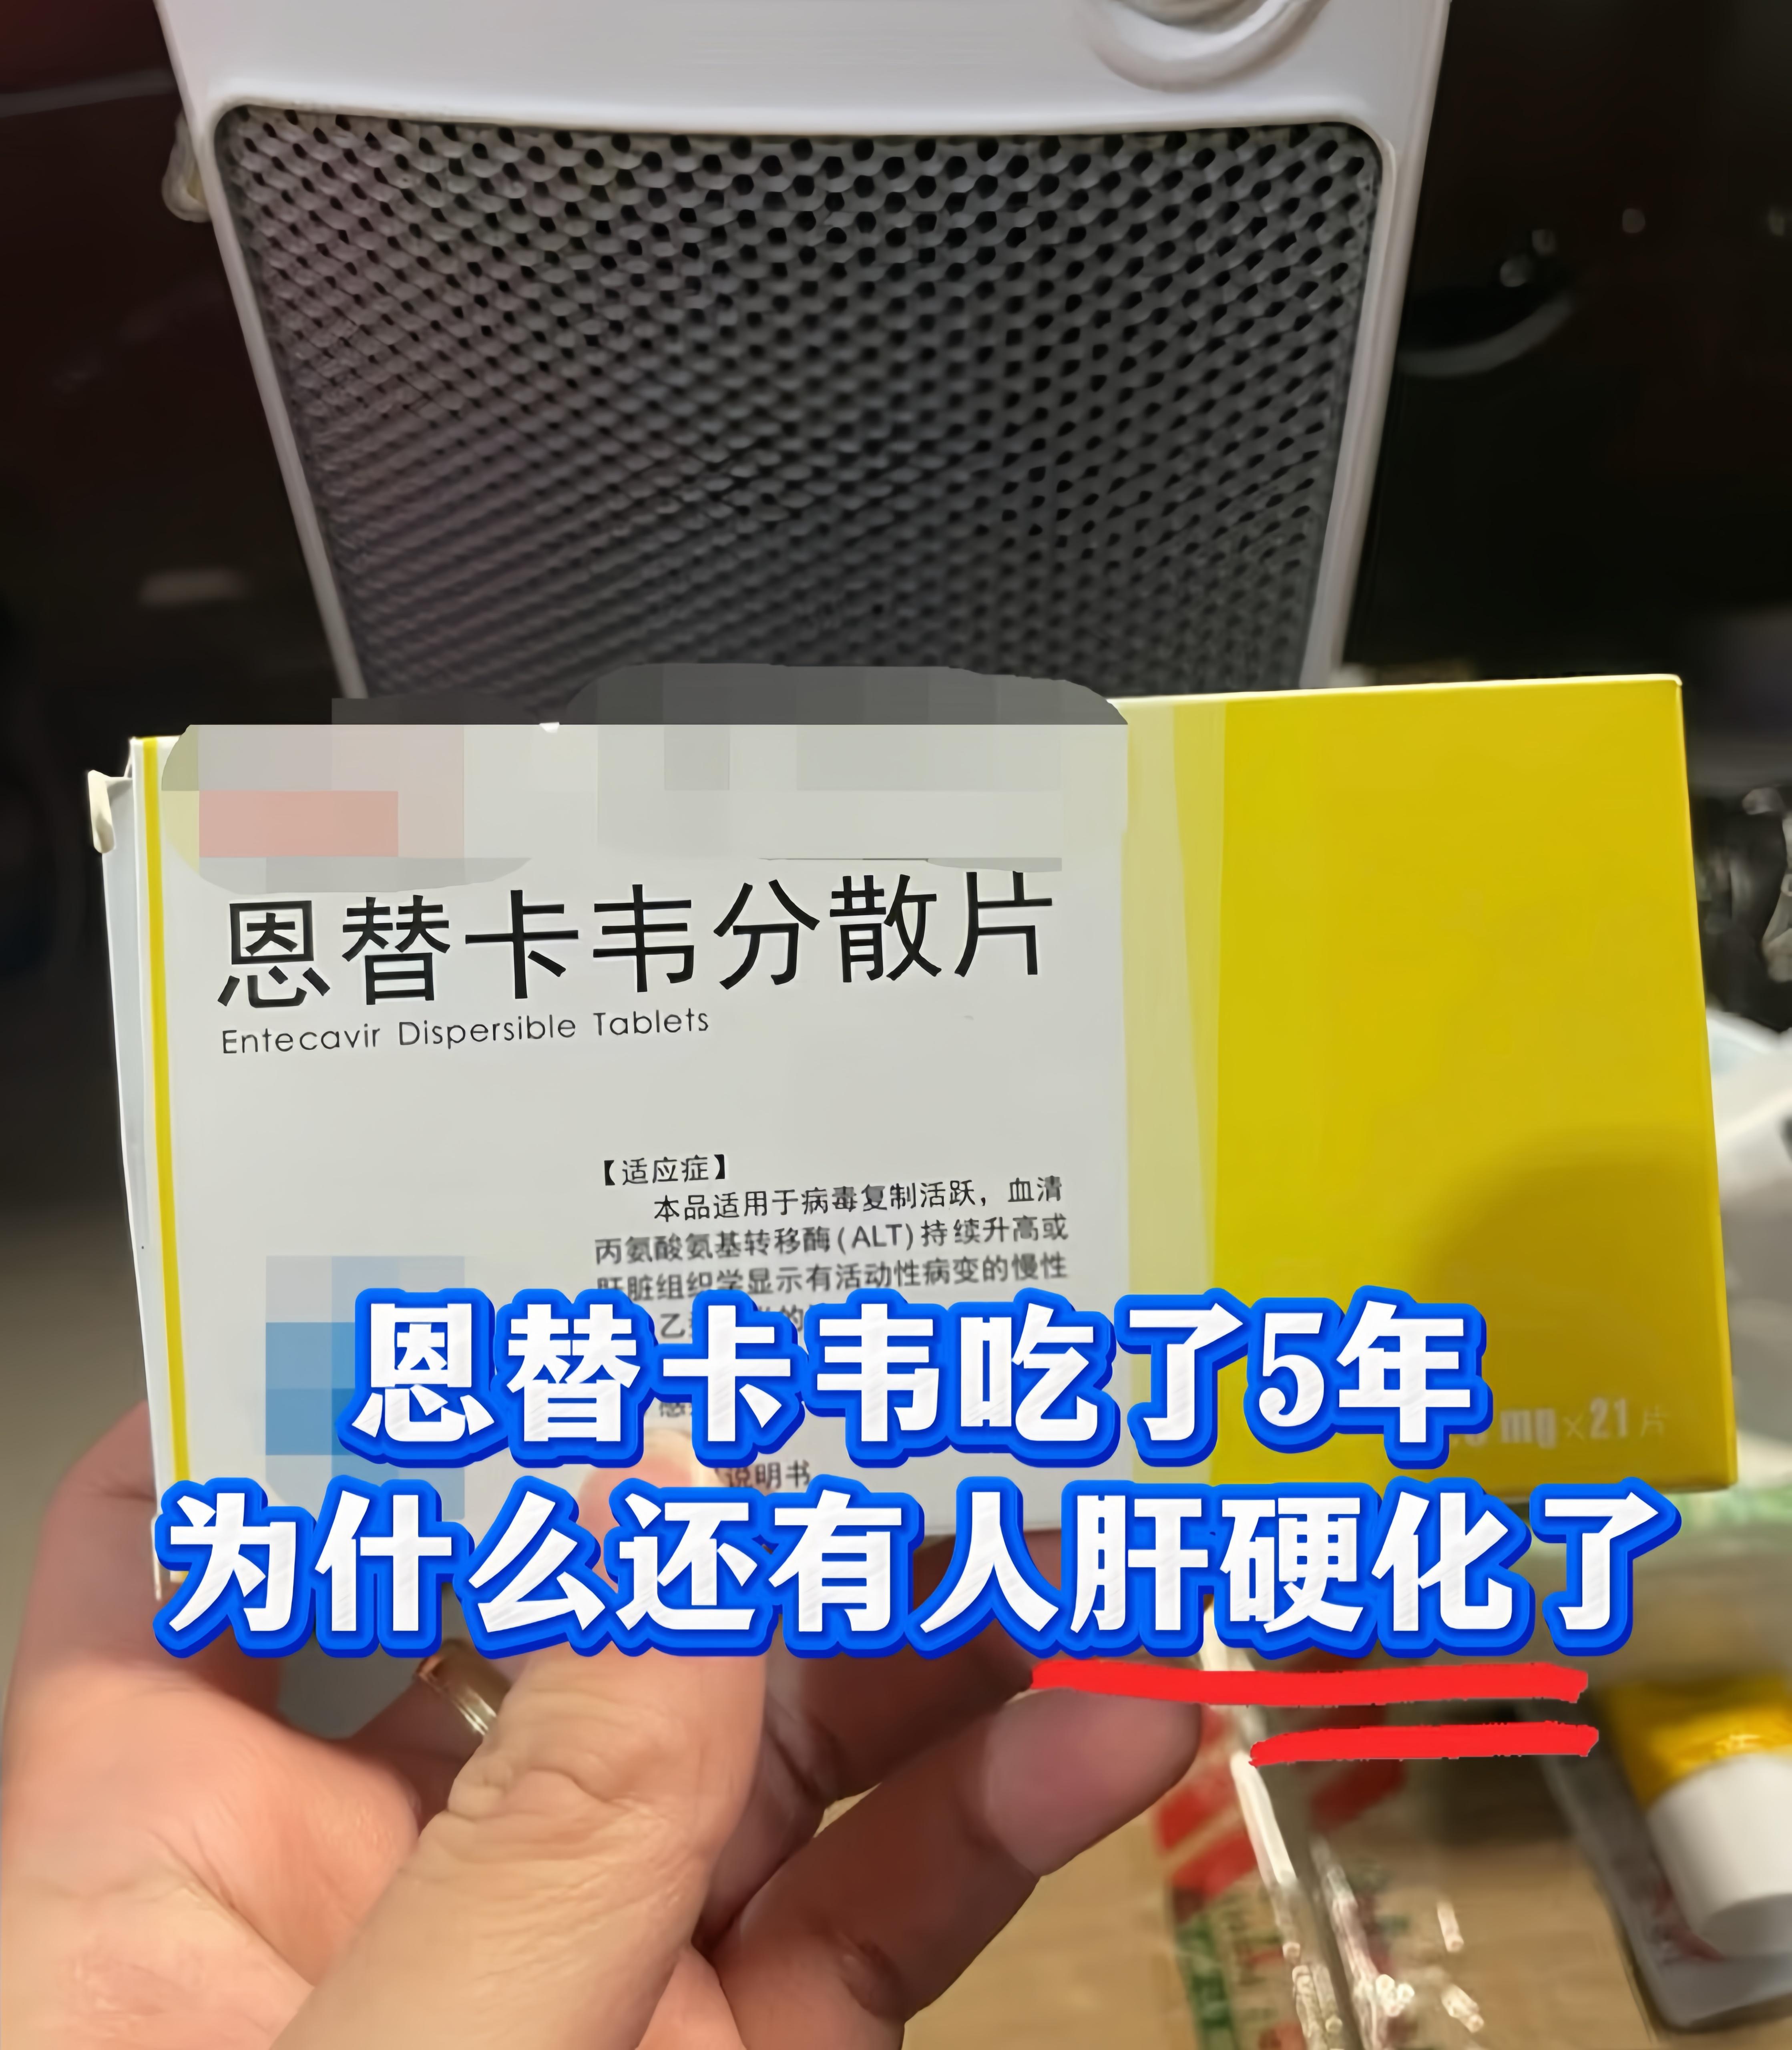 恩替卡韦分散片
Entecavir Dispersible Tablets
【适应症】
本品适用于病毒复制活跃，血清
丙氨酸氨基转移酶(ALT)持续升高或
肝脏组织学显示有活动性病变的慢性
恩替卡韦吃了5年
mg×21片
说明书
为什么还有人肝硬化了